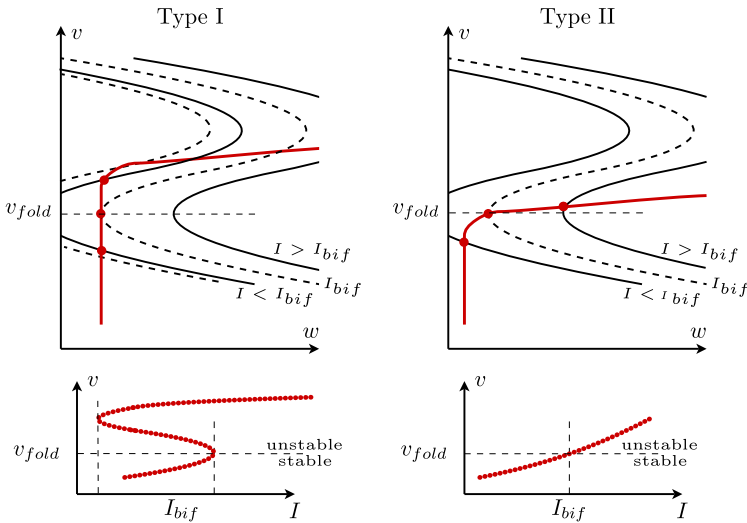 Type I
v
v_fold
I > I_bif
I_bif
I < I_bif
w
Type II
v
v_fold
I > I_bif
I_bif
I < I_bif
w
v
v_fold
unstable
stable
I_bif
I
v
v_fold
unstable
stable
I_bif
I